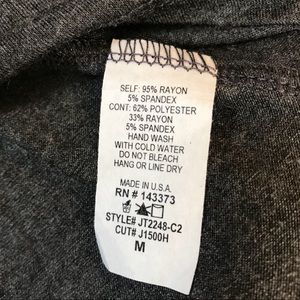 SELF: 95% RAYON
5% SPANDEX
CONT: 62% POLYESTER
33% RAYON
5% SPANDEX
HAND WASH
WITH COLD WATER
DO NOT BLEACH
HANG OR LINE DRY
MADE IN U.S.A.
RN # 143373
STYLE# JT2248-C2
CUT# J1500H
M